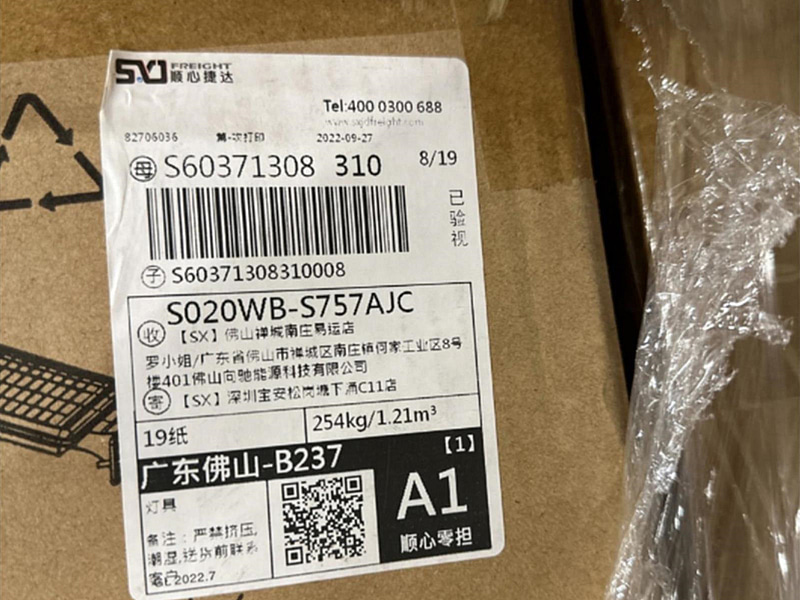 SXJ FREIGHT
顺心捷达
Tel:400 0300 688
www.sxjdfreight.com
82706036 第一次打印 2022-09-27
母 S60371308 310 8/19
已验视
子 S60371308310008
S020WB-S757AJC
收 【SX】佛山禅城南庄易运店
罗小姐/广东省佛山市禅城区南庄镇何家工业区8号
楼401佛山向驰能源科技有限公司
寄 【SX】深圳宝安松岗塘下涌C11店
19纸 254kg/1.21m³
广东佛山-B237 【1】
灯具
A1
顺心零担
备注:严禁挤压,
潮湿,送货前联系
客户2022.7